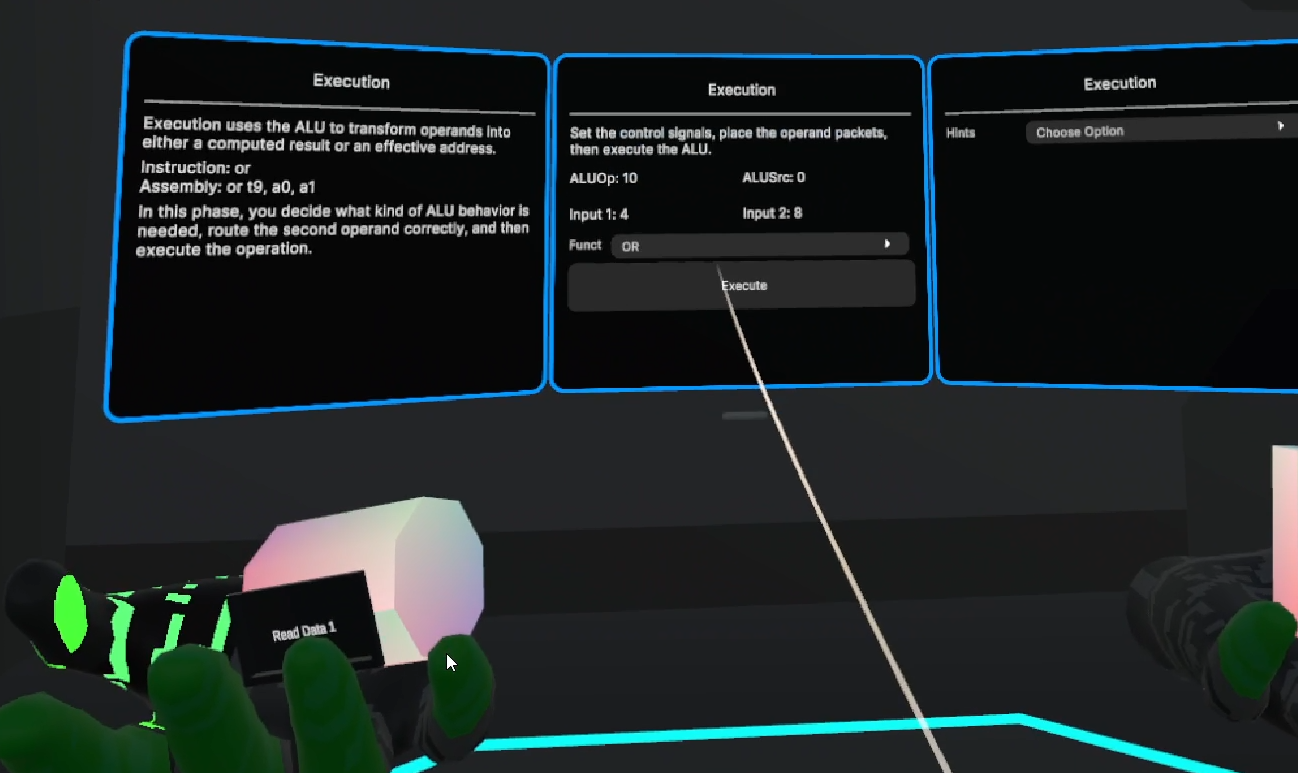 Execution
Execution uses the ALU to transform operands into
either a computed result or an effective address.
Instruction: or
Assembly: or t9, a0, a1
In this phase, you decide what kind of ALU behavior is
needed, route the second operand correctly, and then
execute the operation.
Execution
Set the control signals, place the operand packets,
then execute the ALU.
ALUOp: 10
ALUSrc: 0
Input 1: 4
Input 2: 8
Funct
OR
Execute
Execution
Hints
Choose Option
Read Data 1